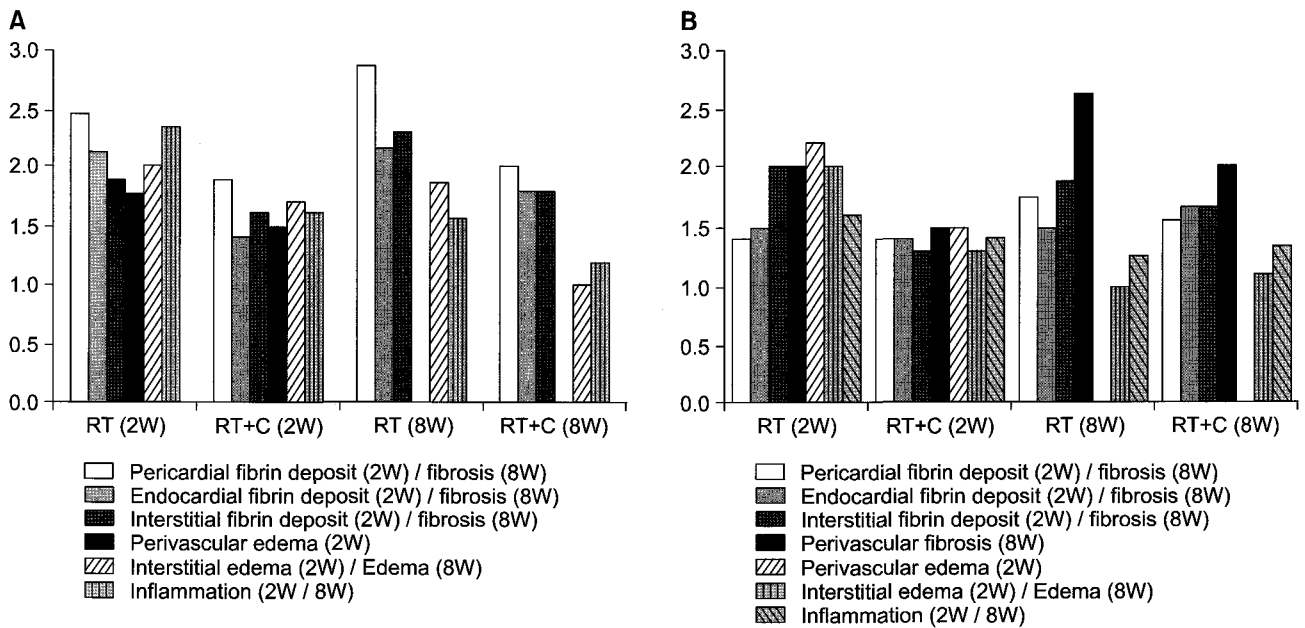 A
3.0
2.5
2.0
1.5
1.0
0.5
0.0
RT (2W)
RT+C (2W)
RT (8W)
RT+C (8W)
Pericardial fibrin deposit (2W) / fibrosis (8W)
Endocardial fibrin deposit (2W) / fibrosis (8W)
Interstitial fibrin deposit (2W) / fibrosis (8W)
Perivascular edema (2W)
Interstitial edema (2W) / Edema (8W)
Inflammation (2W / 8W)
B
3.0
2.5
2.0
1.5
1.0
0.5
0.0
RT (2W)
RT+C (2W)
RT (8W)
RT+C (8W)
Pericardial fibrin deposit (2W) / fibrosis (8W)
Endocardial fibrin deposit (2W) / fibrosis (8W)
Interstitial fibrin deposit (2W) / fibrosis (8W)
Perivascular fibrosis (8W)
Perivascular edema (2W)
Interstitial edema (2W) / Edema (8W)
Inflammation (2W / 8W)